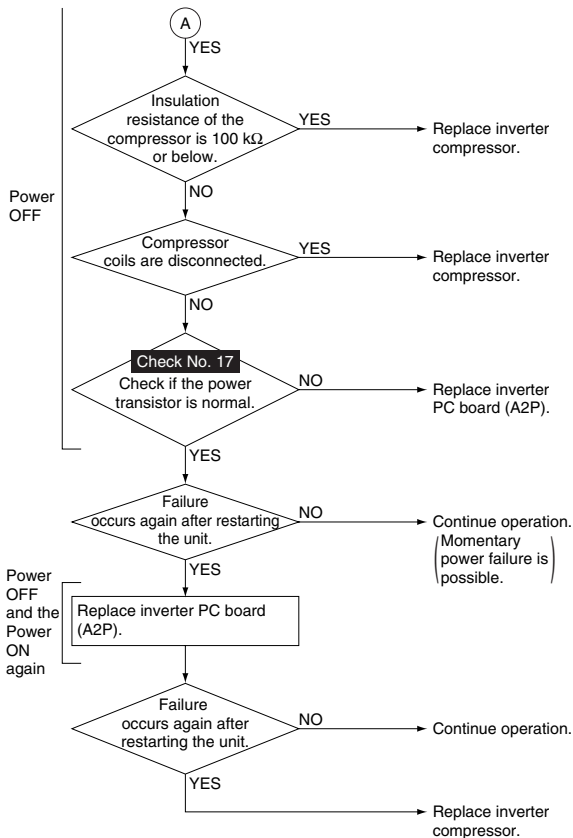 A
YES
Insulation
resistance of the
compressor is 100 kΩ
or below.
YES
Replace inverter
compressor.
NO
Power
OFF
Compressor
coils are disconnected.
YES
Replace inverter
compressor.
NO
Check No. 17
Check if the power
transistor is normal.
NO
Replace inverter
PC board (A2P).
YES
Failure
occurs again after restarting
the unit.
NO
Continue operation.
(Momentary
power failure is
possible.)
YES
Power
OFF
and the
Power
ON
again
Replace inverter PC board
(A2P).
Failure
occurs again after
restarting the unit.
NO
Continue operation.
YES
Replace inverter
compressor.